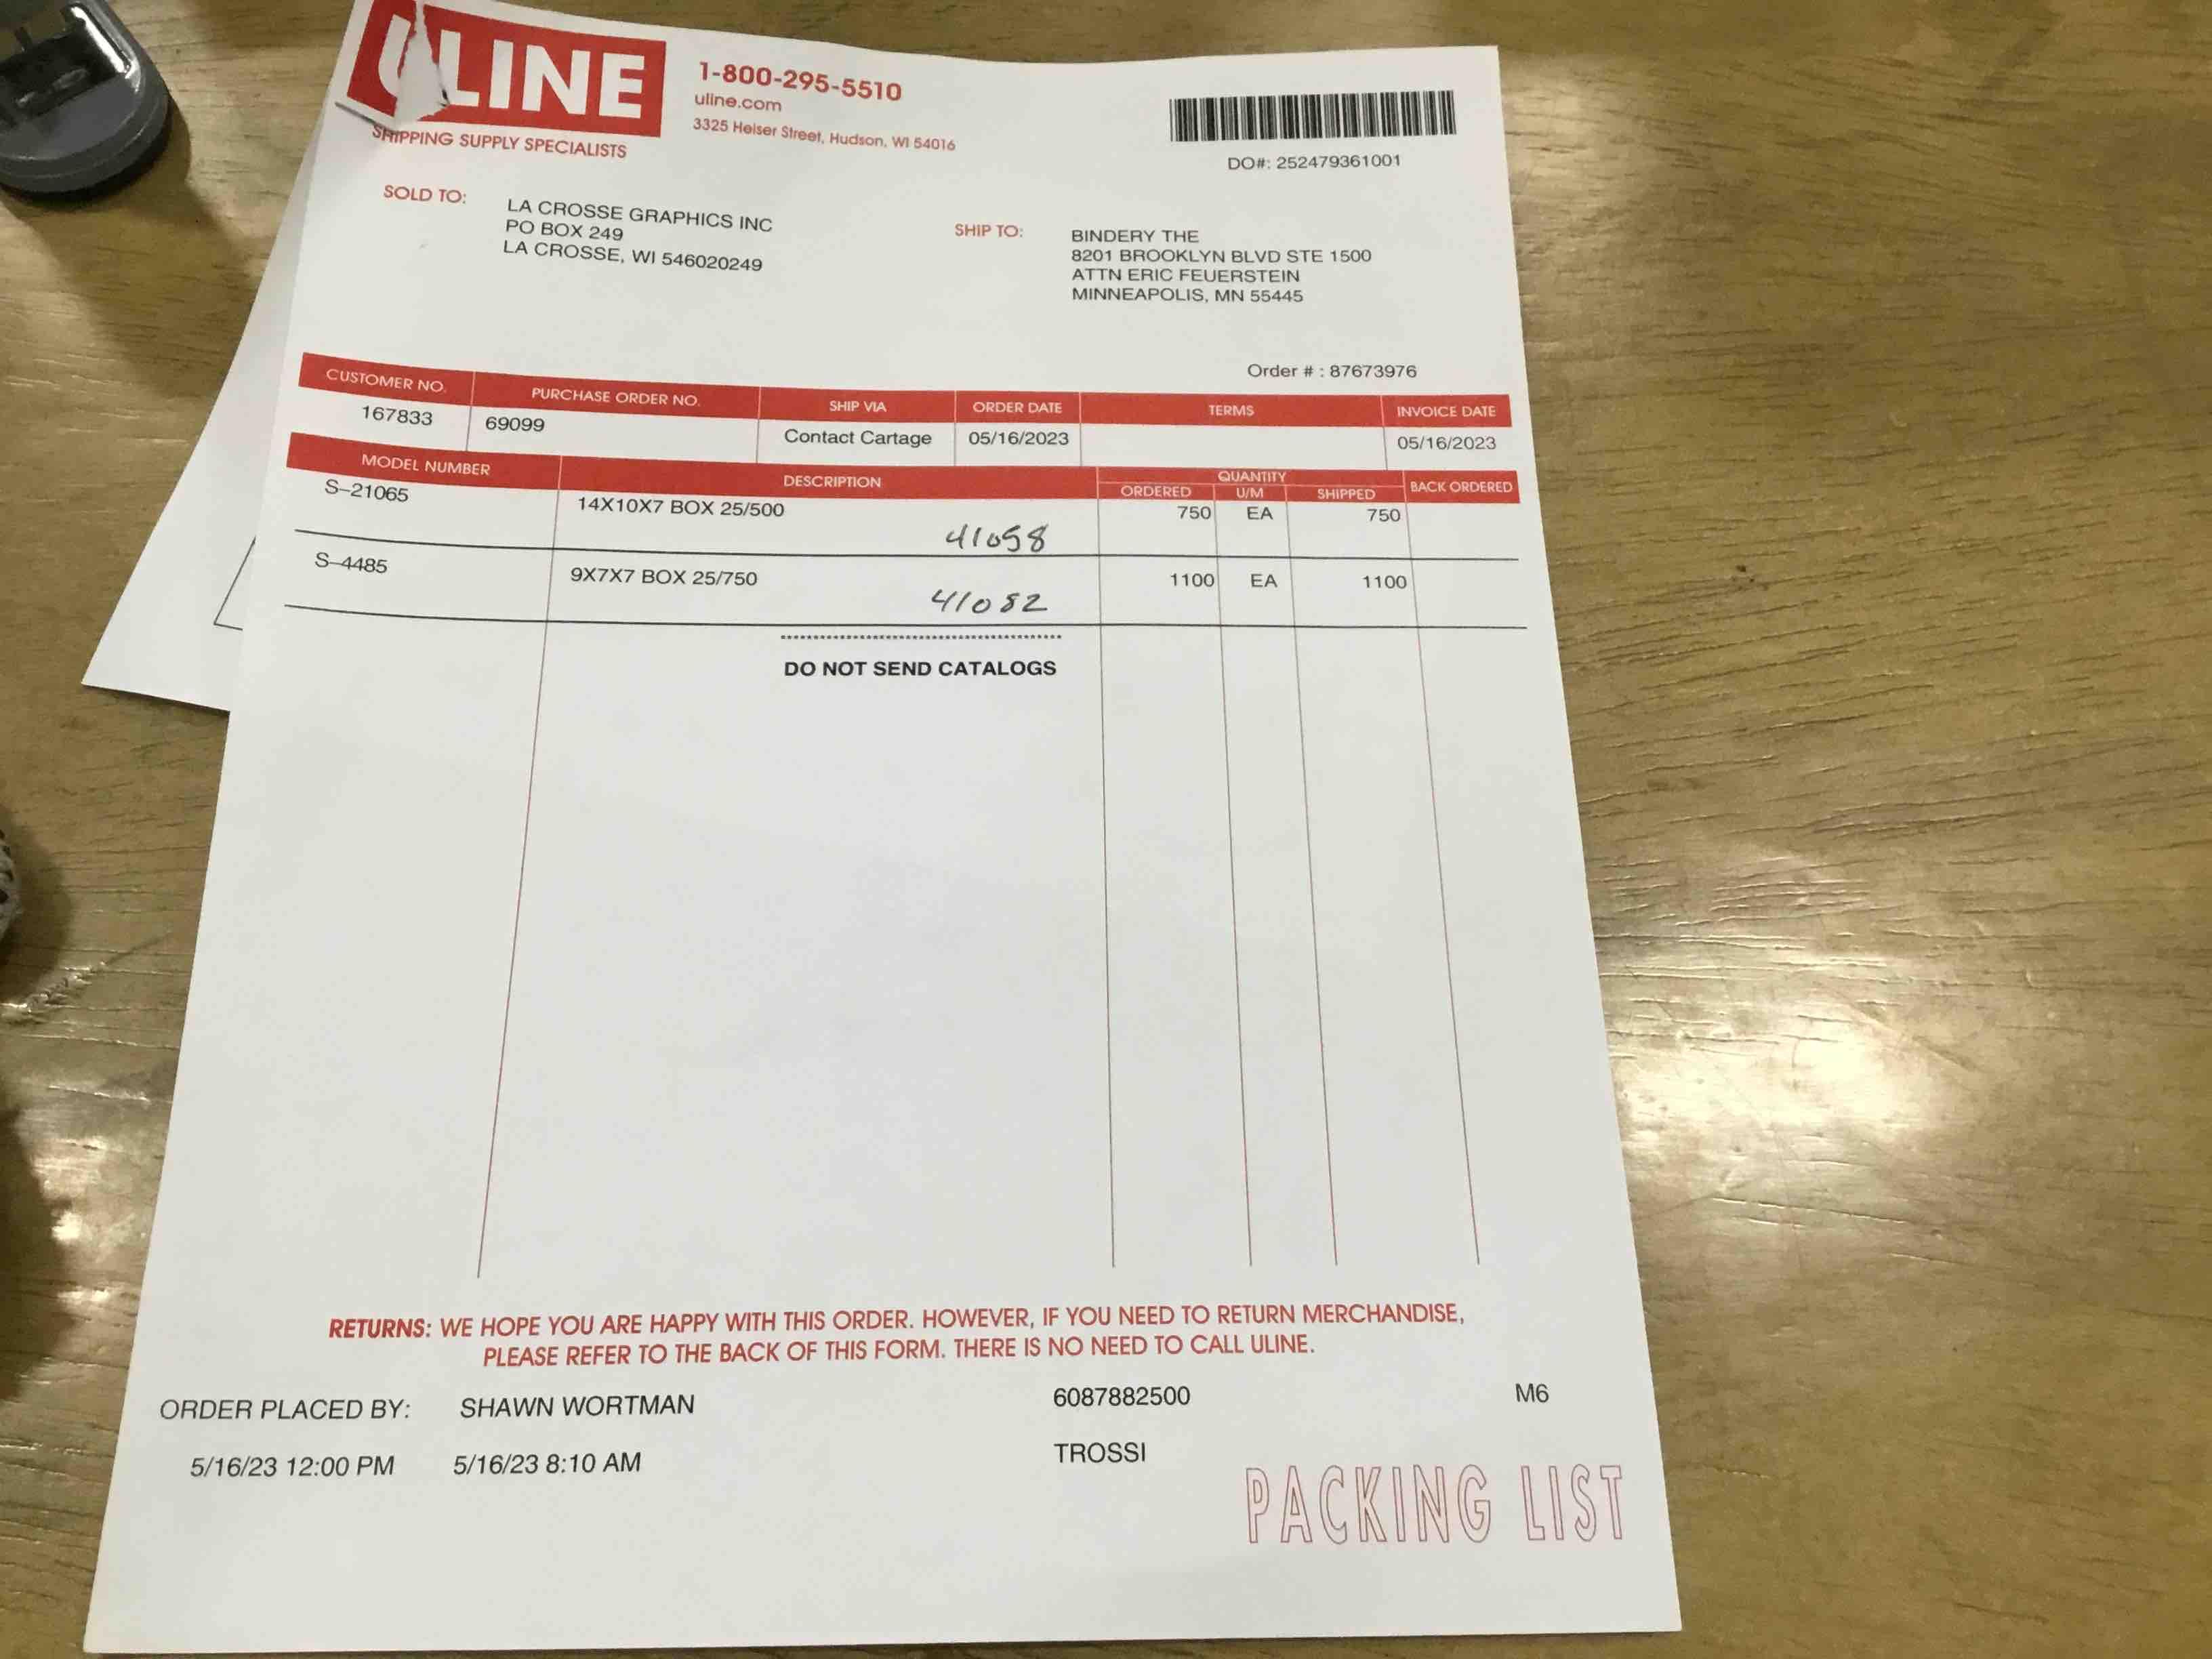 ULINE
SHIPPING SUPPLY SPECIALISTS
1-800-295-5510
uline.com
3325 Heiser Street, Hudson, WI 54016
DO#: 252479361001
SOLD TO:
LA CROSSE GRAPHICS INC
PO BOX 249
LA CROSSE, WI 546020249
SHIP TO:
BINDERY THE
8201 BROOKLYN BLVD STE 1500
ATTN ERIC FEUERSTEIN
MINNEAPOLIS, MN 55445
Order # : 87673976
CUSTOMER NO. PURCHASE ORDER NO. SHIP VIA ORDER DATE TERMS INVOICE DATE
167833 69099 Contact Cartage 05/16/2023 05/16/2023
MODEL NUMBER DESCRIPTION QUANTITY BACK ORDERED
ORDERED U/M SHIPPED
S-21065 14X10X7 BOX 25/500 750 EA 750
41058
S-4485 9X7X7 BOX 25/750 1100 EA 1100
41082
********************************************
DO NOT SEND CATALOGS
RETURNS: WE HOPE YOU ARE HAPPY WITH THIS ORDER. HOWEVER, IF YOU NEED TO RETURN MERCHANDISE,
PLEASE REFER TO THE BACK OF THIS FORM. THERE IS NO NEED TO CALL ULINE.
ORDER PLACED BY: SHAWN WORTMAN 6087882500 M6
5/16/23 12:00 PM 5/16/23 8:10 AM TROSSI
PACKING LIST